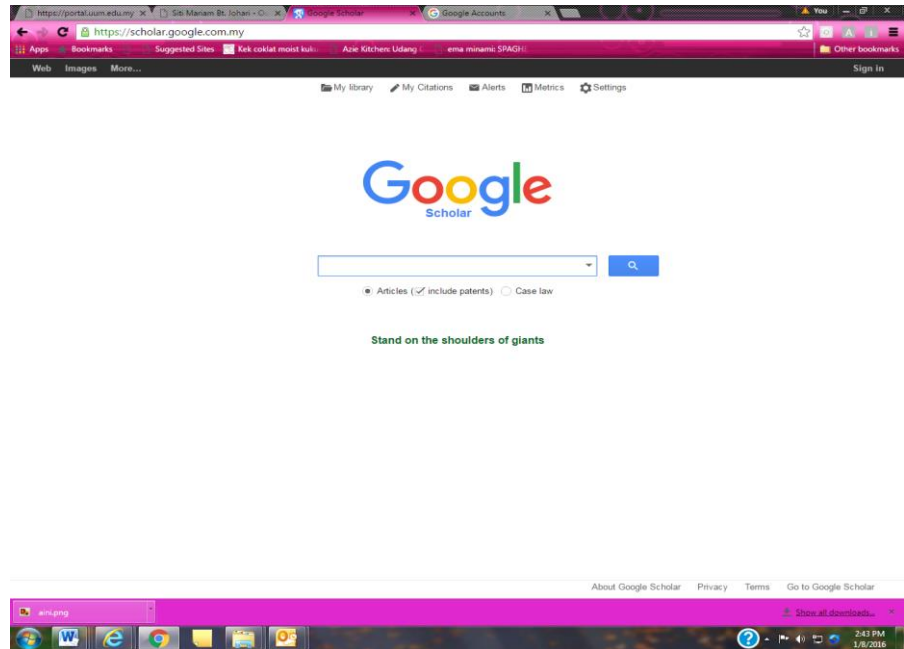 https://portal.uum.edu.my Siti Mariam Bt. Johari - O. Google Scholar Google Accounts You
https://scholar.google.com.my
Apps Bookmarks Suggested Sites Kek coklat moist kuku Azie Kitchen: Udang ema minami: SPAGH Other bookmarks
Web Images More... Sign in
My library My Citations Alerts Metrics Settings
Google
Scholar
Articles (include patents) Case law
Stand on the shoulders of giants
About Google Scholar Privacy Terms Go to Google Scholar
aini.png Show all downloads...
2:43 PM
1/8/2016